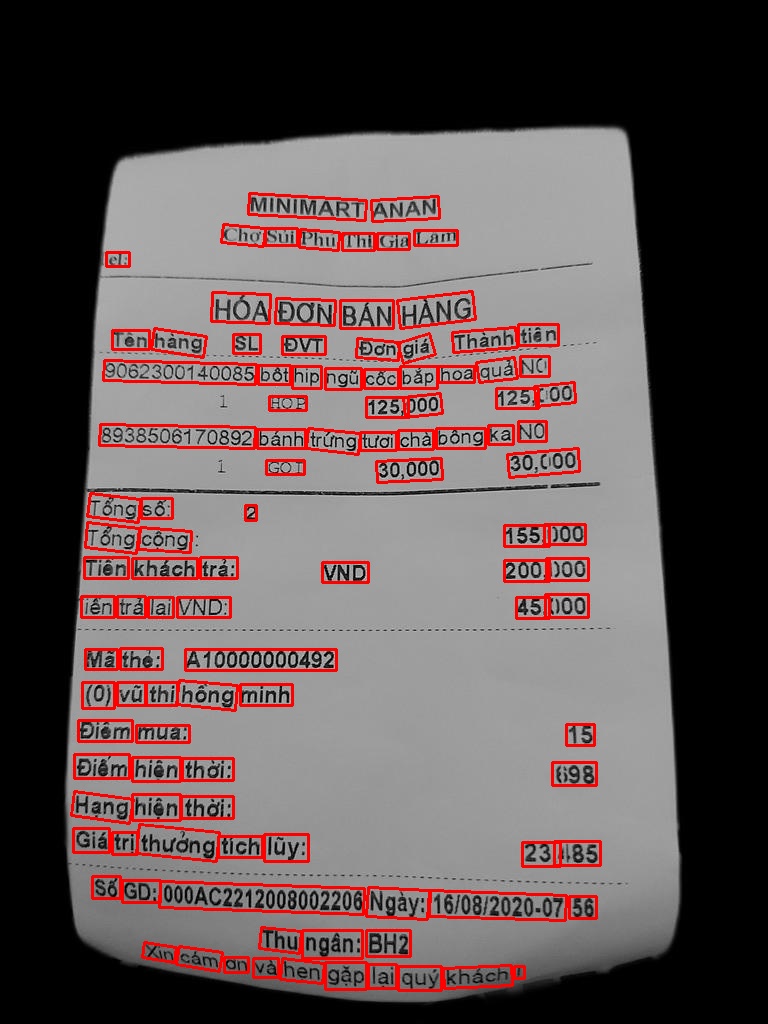 MINIMART ANAN
Chợ Sủi Phú Thị Gia Lâm
el:
HÓA ĐƠN BÁN HÀNG
Tên hàng SL ĐVT Đơn giá Thành tiền
9062300140085 bột hip ngũ cốc bắp hoa quả N0
1 HOP 125,000 125,000
8938506170892 bánh trứng tươi chà bông ka N0
1 GOI 30,000 30,000
Tổng số: 2
Tổng cộng : 155,000
Tiền khách trả: VND 200,000
iền trả lại VND: 45,000
Mã thẻ: A10000000492
(0) vũ thi hồng minh
Điểm mua: 15
Điểm hiện thời: 698
Hạng hiện thời:
Giá trị thưởng tích lũy: 23,485
Số GD: 000AC2212008002206 Ngày: 16/08/2020-07:56
Thu ngân: BH2
Xin cảm ơn và hẹn gặp lại quý khách !